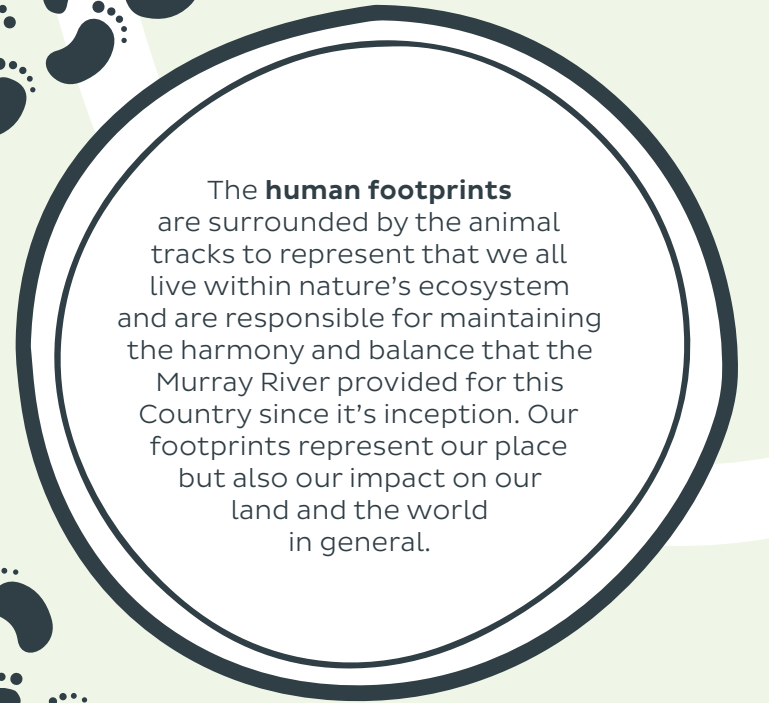 The human footprints
are surrounded by the animal
tracks to represent that we all
live within nature’s ecosystem
and are responsible for maintaining
the harmony and balance that the
Murray River provided for this
Country since it’s inception. Our
footprints represent our place
but also our impact on our
land and the world
in general.